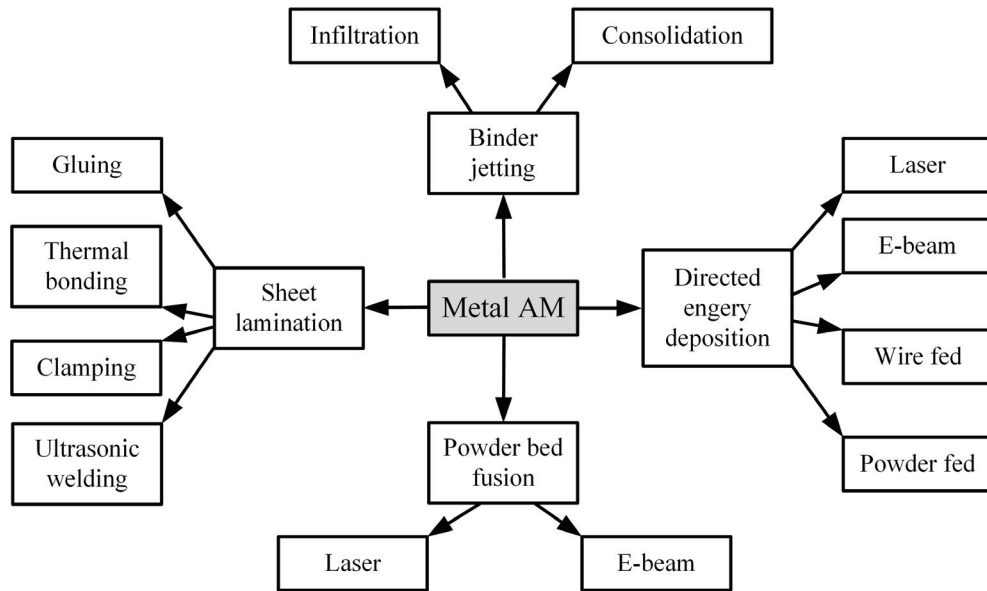 Infiltration
Consolidation
Binder
jetting
Gluing
Thermal
bonding
Clamping
Ultrasonic
welding
Sheet
lamination
Metal AM
Directed
engery
deposition
Laser
E-beam
Wire fed
Powder fed
Powder bed
fusion
Laser
E-beam